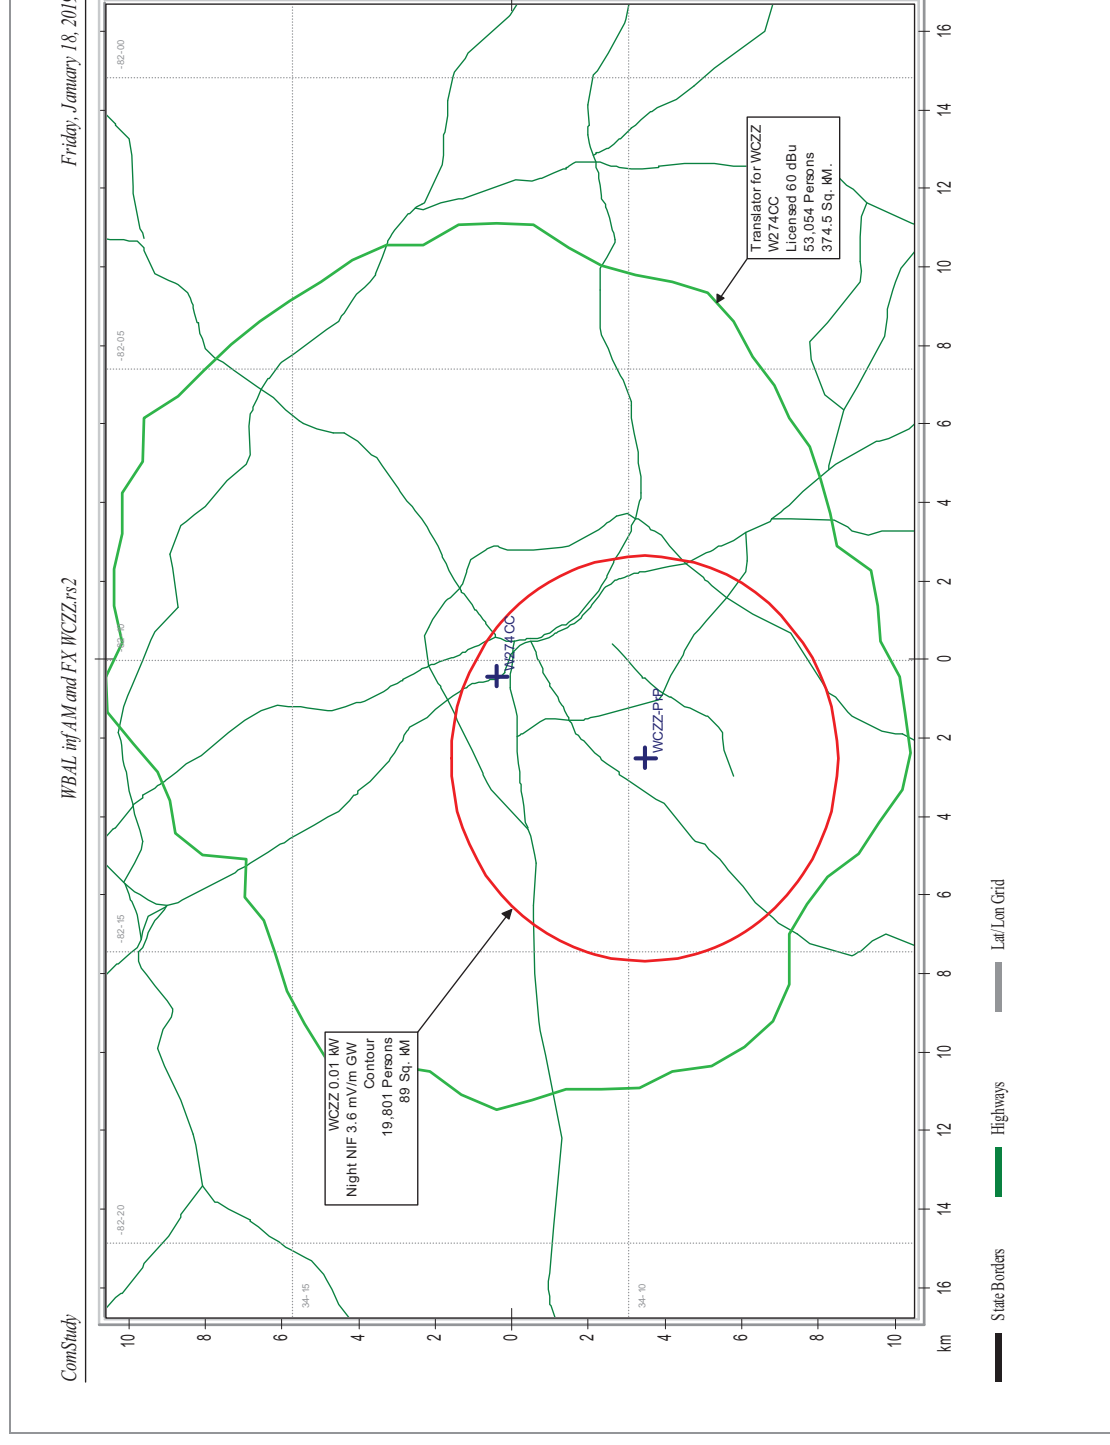 ComStudy
WBAL inf AM and FX WCZZ.rs2
Friday, January 18, 2019
-82-20
-82-15
-82-10
-82-05
-82-00
34-15
34-10
10
8
6
4
2
0
2
4
6
8
10
WCZZ 0.01 kW
Night NIF 3.6 mV/m GW
Contour
19,801 Persons
89 Sq. kM
W274CC
WCZZ-PrR
Translator for WCZZ
W274CC
Licensed 60 dBu
53,054 Persons
374.5 Sq. kM.
km
16
14
12
10
8
6
4
2
0
2
4
6
8
10
12
14
16
State Borders
Highways
Lat/Lon Grid